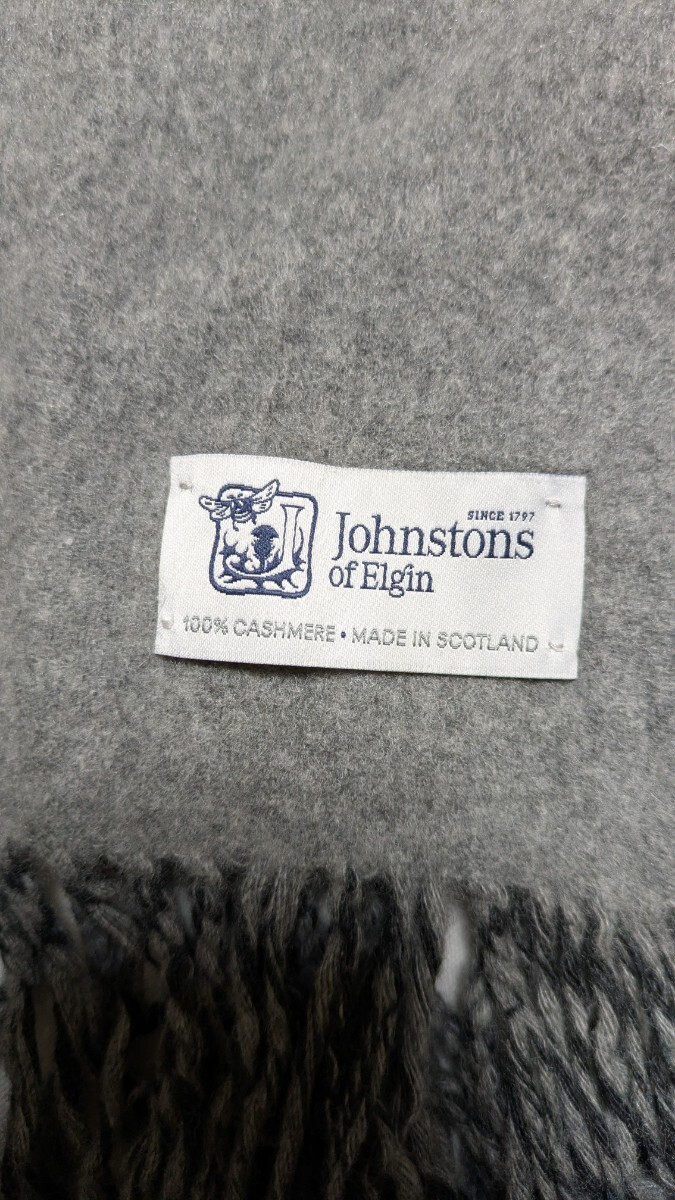 SINCE 1797
Johnstons
of Elgin
100% CASHMERE • MADE IN SCOTLAND